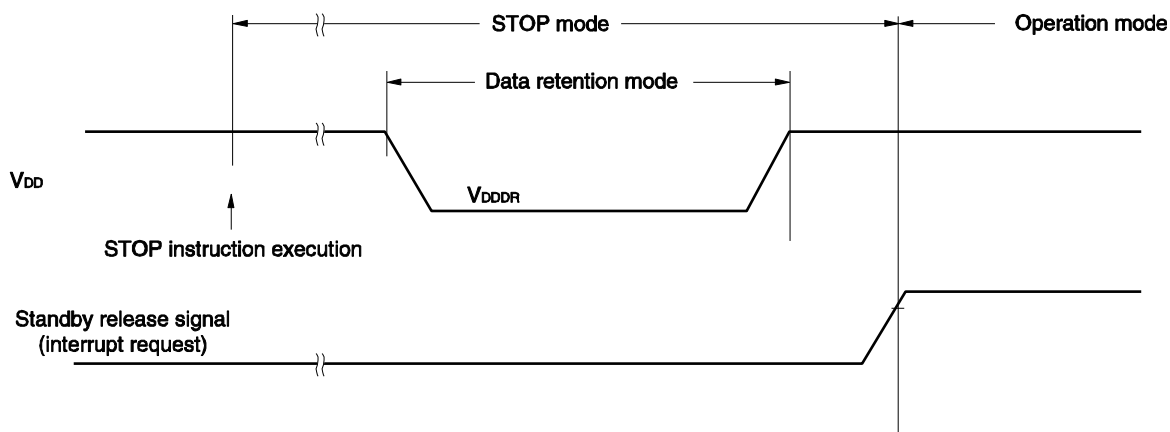 STOP mode
Operation mode
Data retention mode
VDD
VDDDR
STOP instruction execution
Standby release signal
(interrupt request)